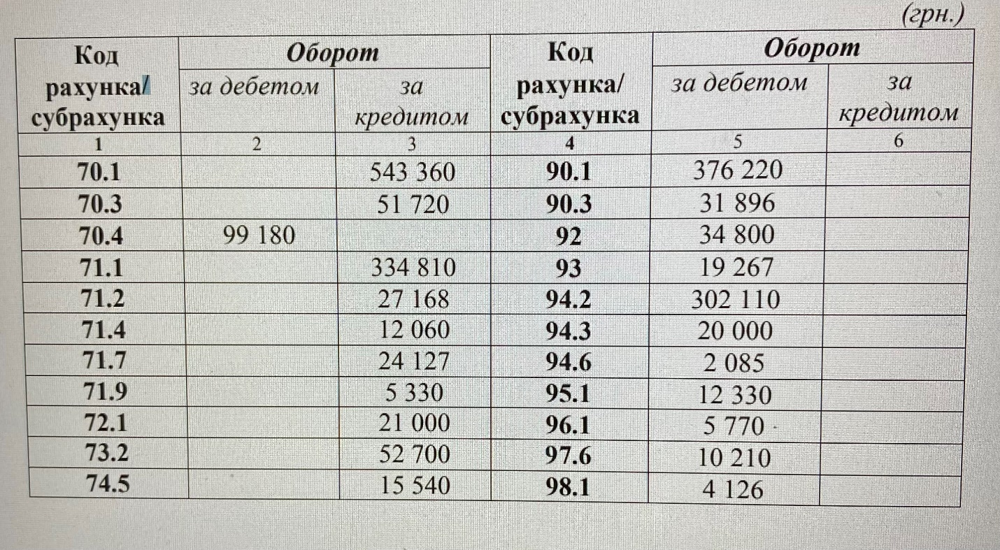 (грн.)
Код рахунка/ субрахунка Оборот Код рахунка/ субрахунка Оборот
за дебетом за кредитом за дебетом за кредитом
1 2 3 4 5 6
70.1 543 360 90.1 376 220
70.3 51 720 90.3 31 896
70.4 99 180 92 34 800
71.1 334 810 93 19 267
71.2 27 168 94.2 302 110
71.4 12 060 94.3 20 000
71.7 24 127 94.6 2 085
71.9 5 330 95.1 12 330
72.1 21 000 96.1 5 770
73.2 52 700 97.6 10 210
74.5 15 540 98.1 4 126